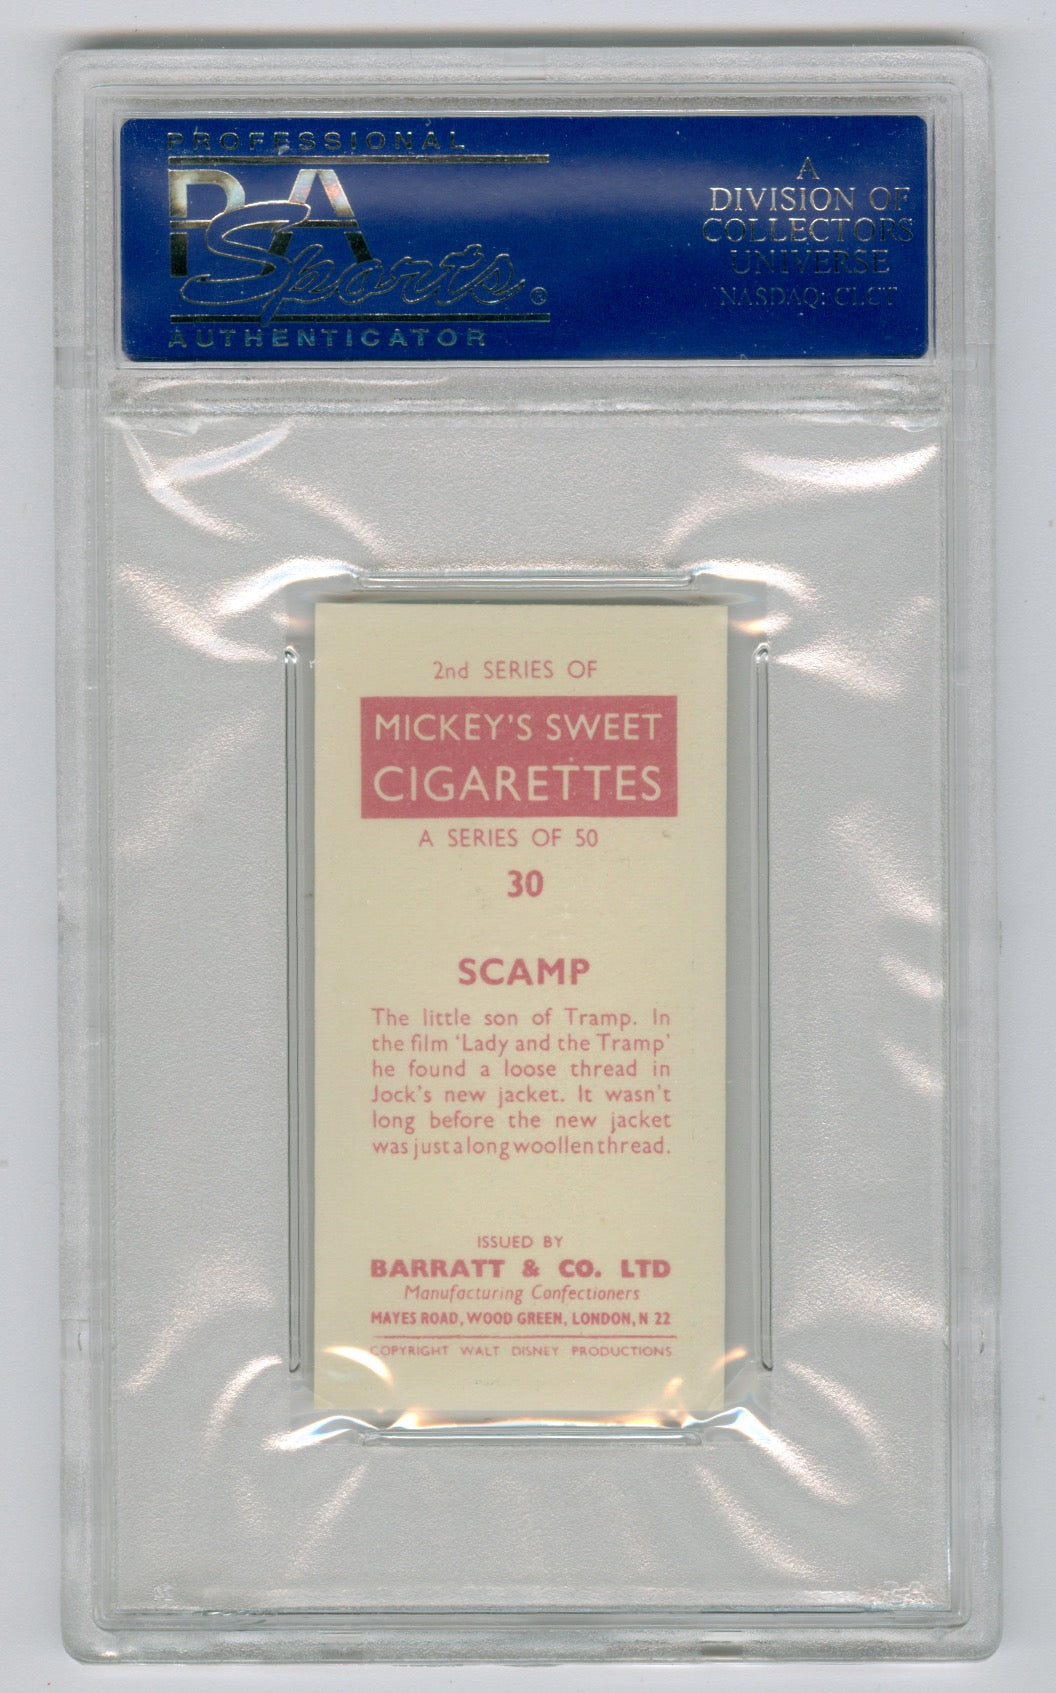 PROFESSIONAL
PSA
Sports®
AUTHENTICATOR
A
DIVISION OF
COLLECTORS
UNIVERSE
NASDAQ: CLCT
2nd SERIES OF
MICKEY'S SWEET
CIGARETTES
A SERIES OF 50
30
SCAMP
The little son of Tramp. In
the film 'Lady and the Tramp'
he found a loose thread in
Jock's new jacket. It wasn't
long before the new jacket
was just a long woollen thread.
ISSUED BY
BARRATT & CO. LTD
Manufacturing Confectioners
MAYES ROAD, WOOD GREEN, LONDON, N 22
COPYRIGHT WALT DISNEY PRODUCTIONS